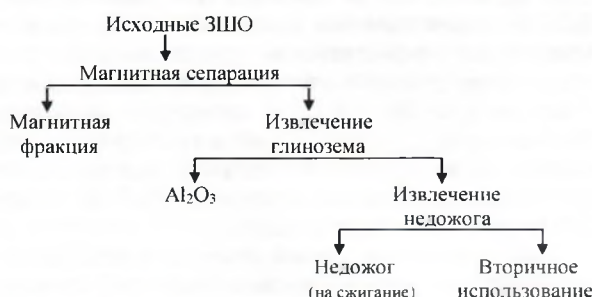 Исходные ЗШО
Магнитная сепарация
Магнитная
фракция
Извлечение
глинозема
Al₂O₃
Извлечение
недожога
Недожог
(на сжигание)
Вторичное
использование